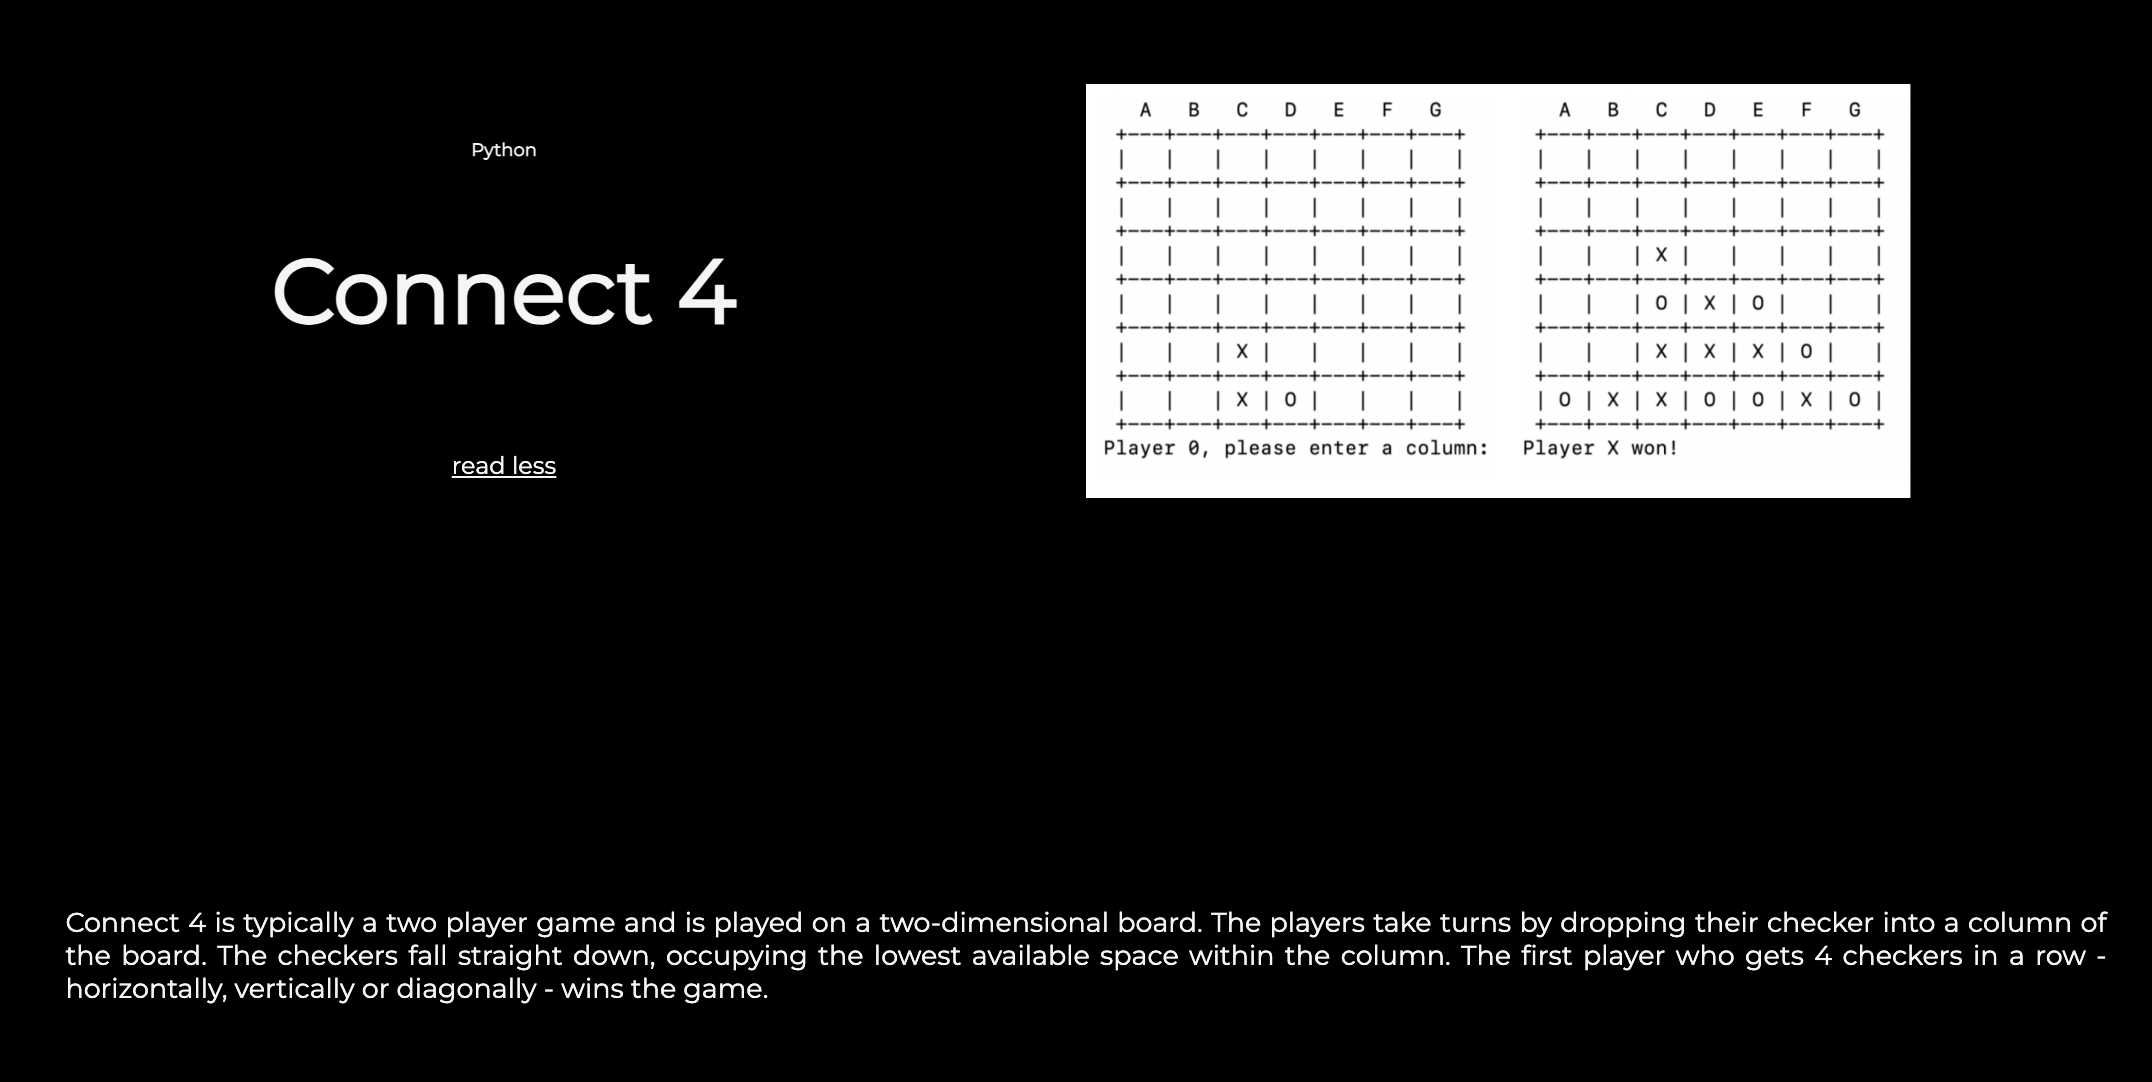 Python
Connect 4
read less
A B C D E F G
+---+---+---+---+---+---+---+
|   |   |   |   |   |   |   |
+---+---+---+---+---+---+---+
|   |   |   |   |   |   |   |
+---+---+---+---+---+---+---+
|   |   |   |   |   |   |   |
+---+---+---+---+---+---+---+
|   |   |   |   |   |   |   |
+---+---+---+---+---+---+---+
|   |   | X |   |   |   |   |
+---+---+---+---+---+---+---+
|   |   | X | O |   |   |   |
+---+---+---+---+---+---+---+
Player 0, please enter a column:
A B C D E F G
+---+---+---+---+---+---+---+
|   |   |   |   |   |   |   |
+---+---+---+---+---+---+---+
|   |   |   |   |   |   |   |
+---+---+---+---+---+---+---+
|   |   | X |   |   |   |   |
+---+---+---+---+---+---+---+
|   |   | O | X | O |   |   |
+---+---+---+---+---+---+---+
|   |   | X | X | X | O |   |
+---+---+---+---+---+---+---+
| O | X | X | O | O | X | O |
+---+---+---+---+---+---+---+
Player X won!
Connect 4 is typically a two player game and is played on a two-dimensional board. The players take turns by dropping their checker into a column of
the board. The checkers fall straight down, occupying the lowest available space within the column. The first player who gets 4 checkers in a row -
horizontally, vertically or diagonally - wins the game.